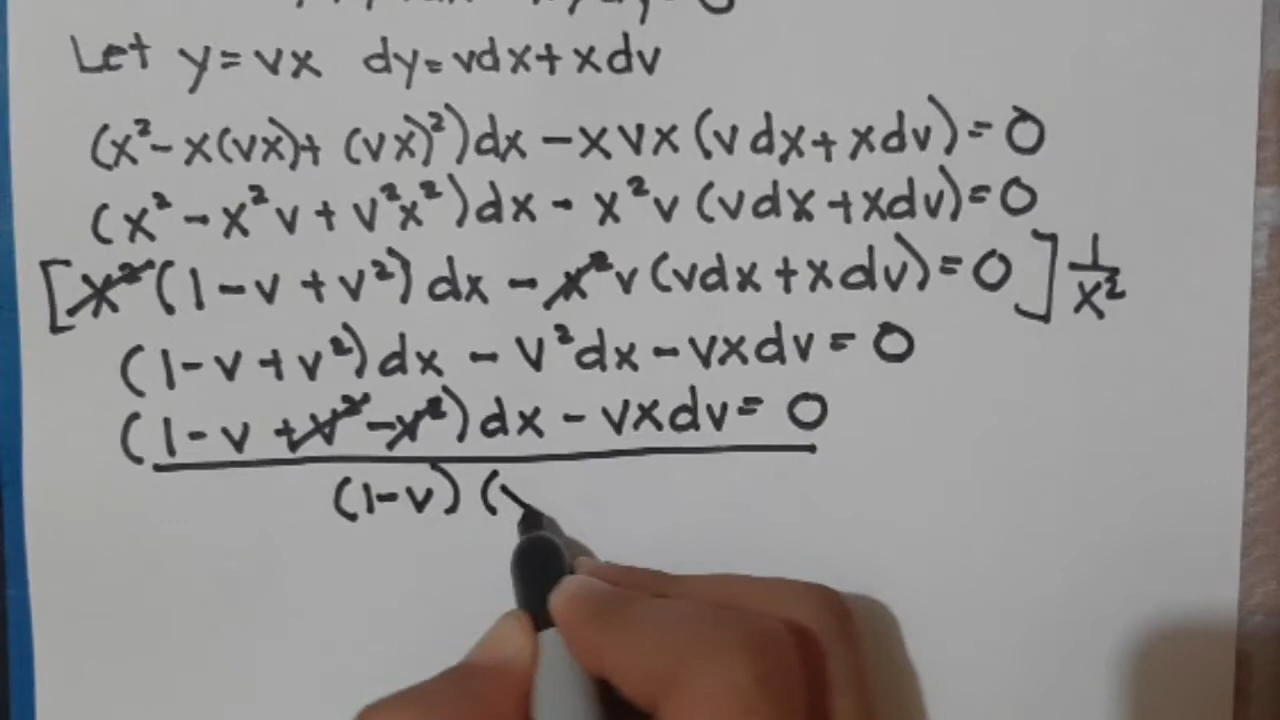 Let y = vx dy = vdx + xdv
(x² - x(vx) + (vx)²)dx - xvx(vdx + xdv) = 0
(x² - x²v + v²x²)dx - x²v(vdx + xdv) = 0
[x²(1 - v + v²)dx - x²v(vdx + xdv) = 0] 1/x²
(1 - v + v²)dx - v²dx - vxdv = 0
(1 - v + v² - v²)dx - vxdv = 0
(1-v) (